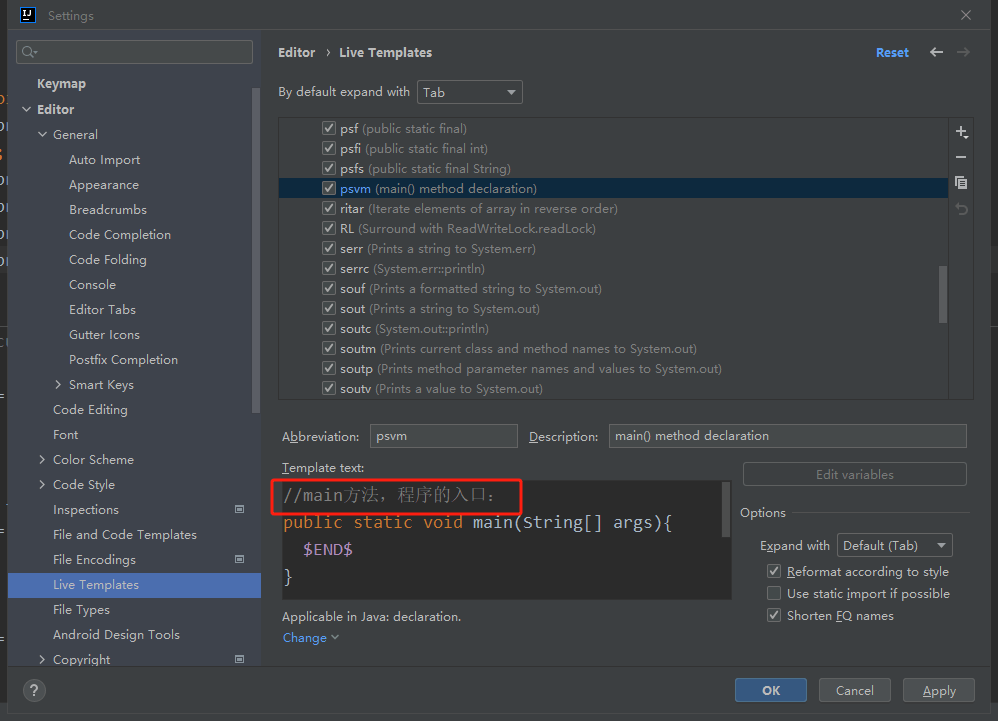 Settings
Keymap
Editor
General
Auto Import
Appearance
Breadcrumbs
Code Completion
Code Folding
Console
Editor Tabs
Gutter Icons
Postfix Completion
Smart Keys
Code Editing
Font
Color Scheme
Code Style
Inspections
File and Code Templates
File Encodings
Live Templates
File Types
Android Design Tools
Copyright
Editor › Live Templates
Reset
By default expand with Tab
psf (public static final)
psfi (public static final int)
psfs (public static final String)
psvm (main() method declaration)
ritar (Iterate elements of array in reverse order)
RL (Surround with ReadWriteLock.readLock)
serr (Prints a string to System.err)
serrc (System.err::println)
souf (Prints a formatted string to System.out)
sout (Prints a string to System.out)
soutc (System.out::println)
soutm (Prints current class and method names to System.out)
soutp (Prints method parameter names and values to System.out)
soutv (Prints a value to System.out)
Abbreviation: psvm Description: main() method declaration
Template text:
//main方法，程序的入口：
public static void main(String[] args){
$END$
}
Edit variables
Options
Expand with Default (Tab)
Reformat according to style
Use static import if possible
Shorten FQ names
Applicable in Java: declaration.
Change
? OK Cancel Apply